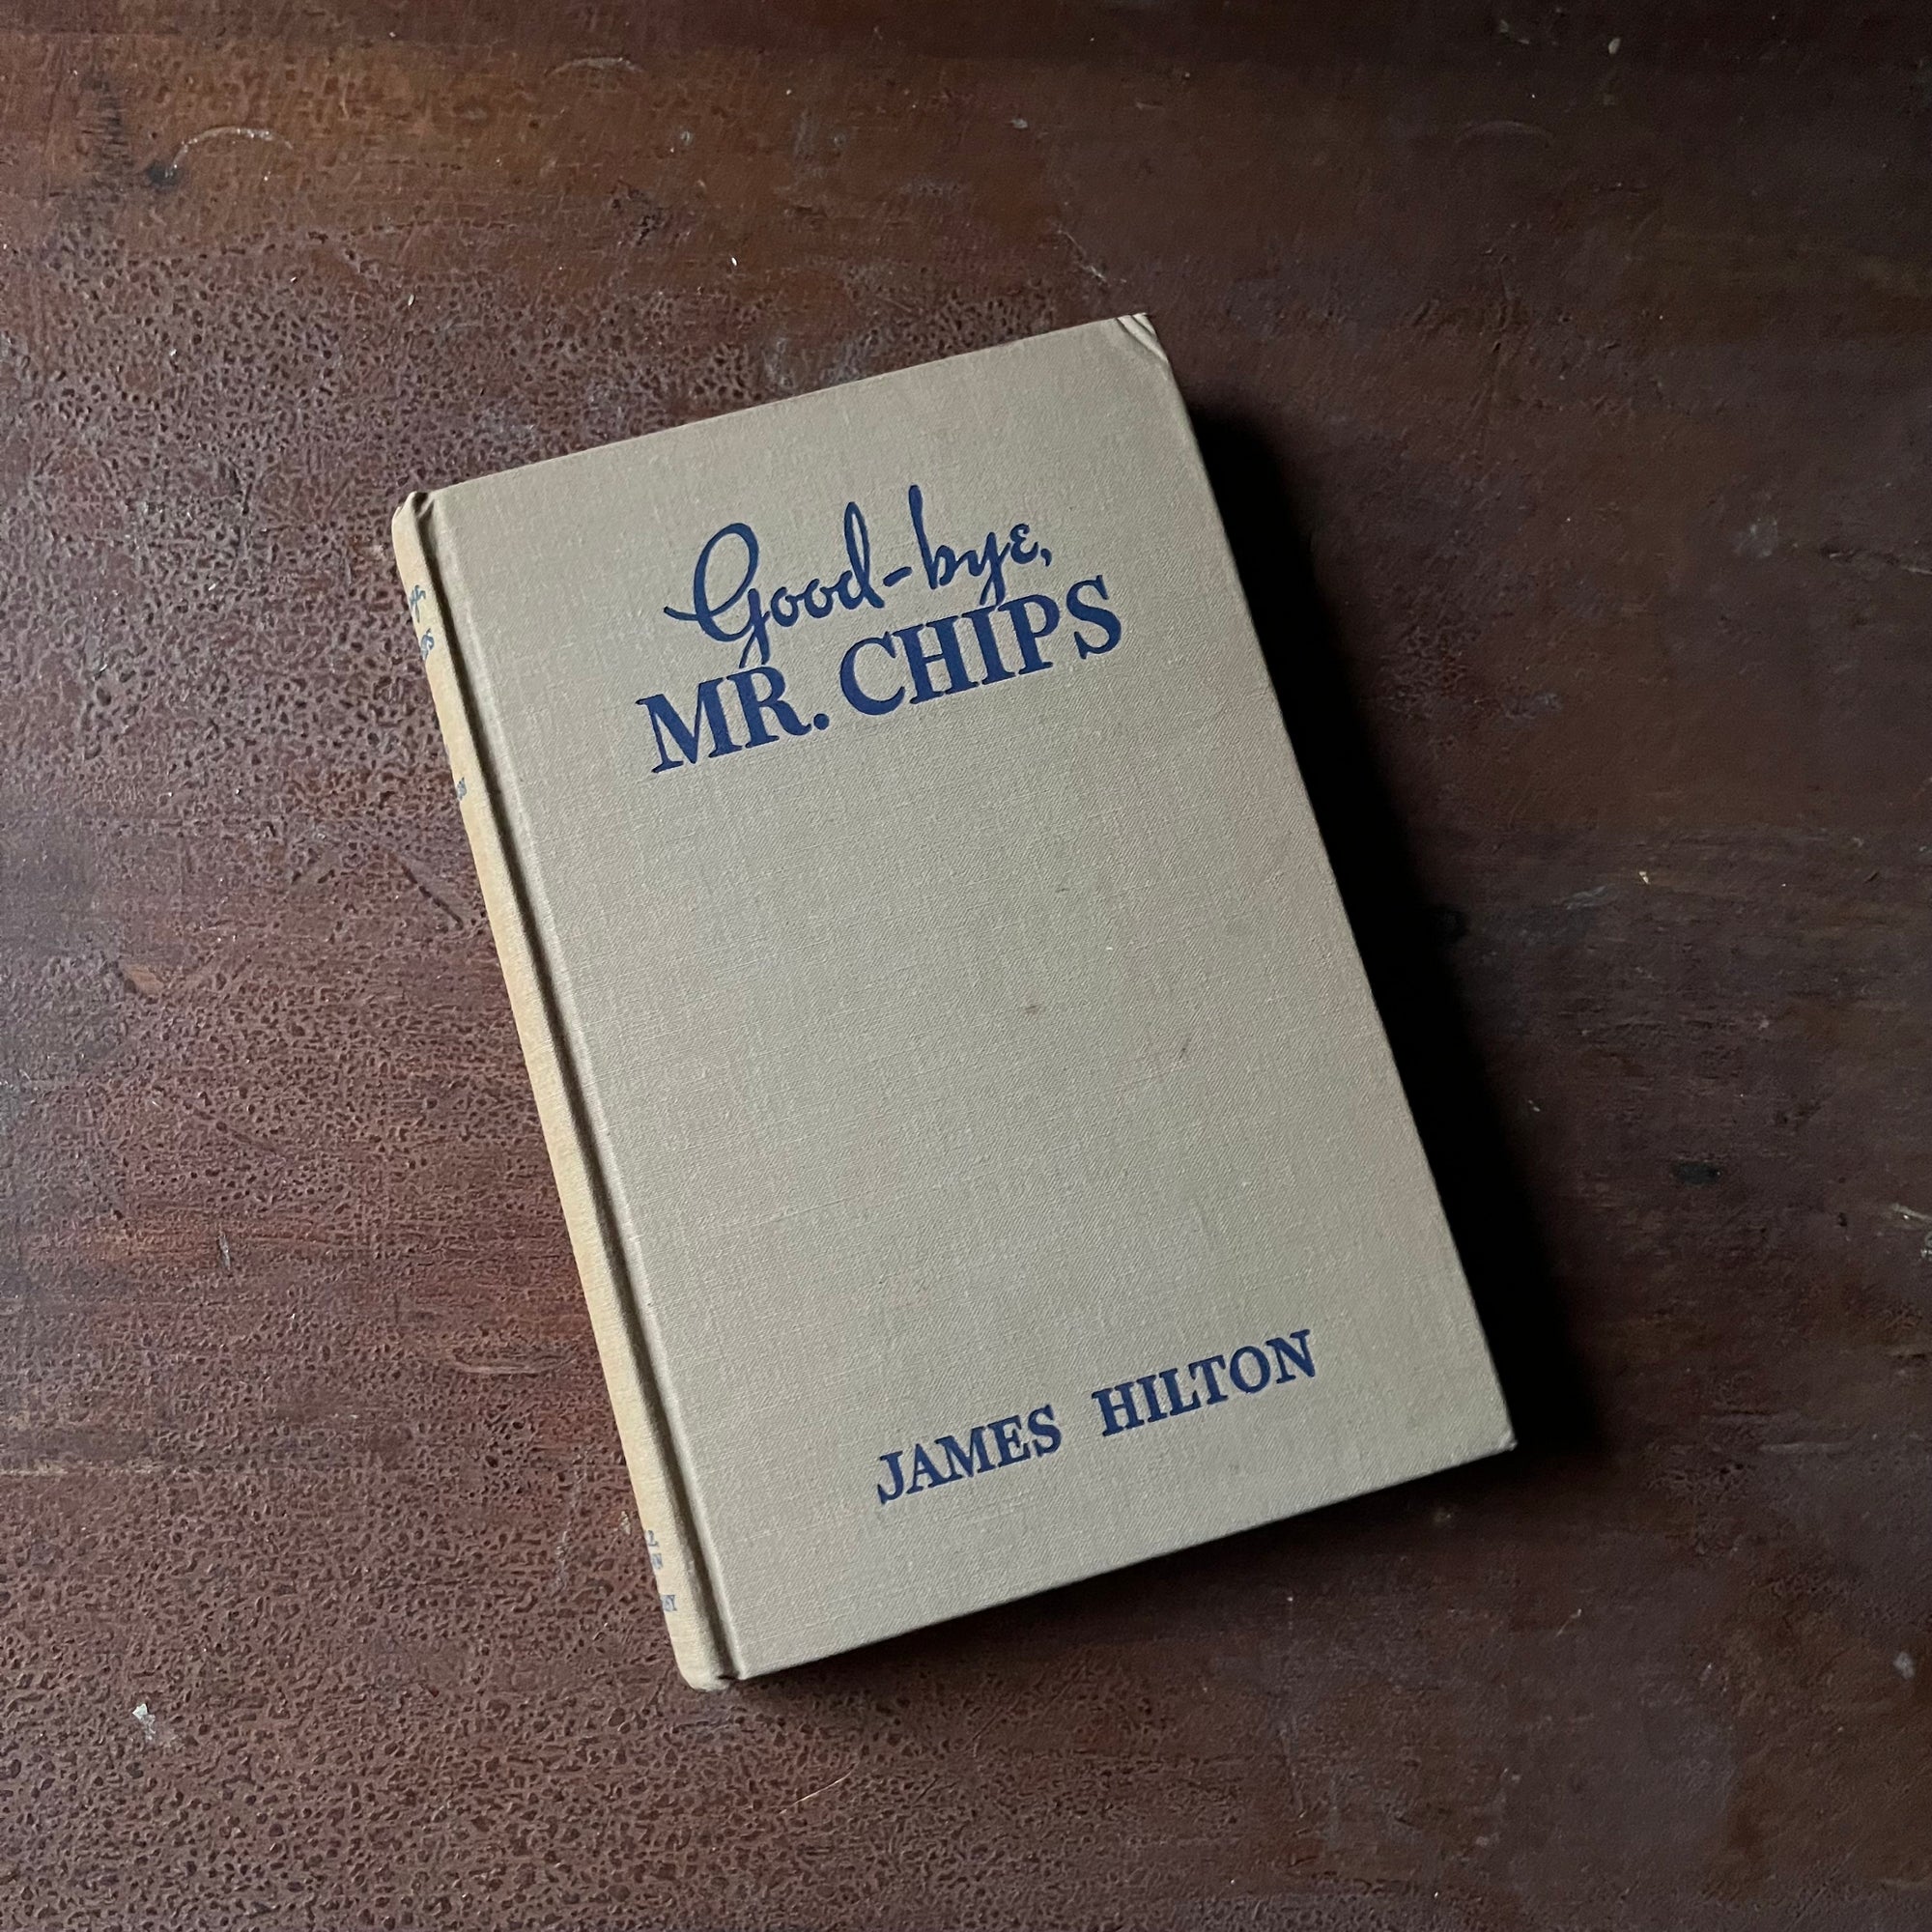 Good-bye,
MR. CHIPS
JAMES HILTON